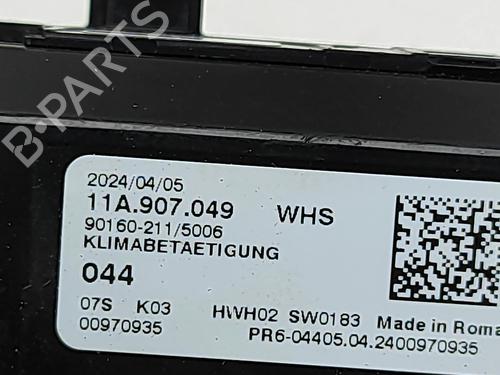 B-PARTS
2024/04/05
11A.907.049 WHS
90160-211/5006
KLIMABETAETIGUNG
044
07S K03 HWH02 SW0183 Made in Roma
00970935 PR6-04405.04.2400970935